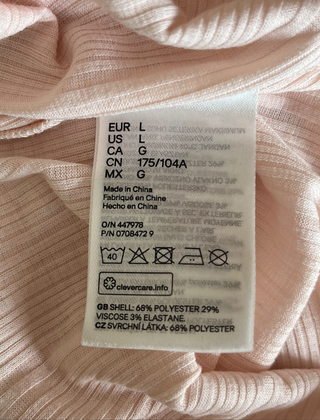 EUR L
US L
CA G
CN 175/104A
MX G
Made in China
Fabriqué en Chine
Hecho en China
O/N 447978
P/N 0708472 9
40
clevercare.info
GB SHELL: 68% POLYESTER 29%
VISCOSE 3% ELASTANE
CZ SVRCHNÍ LÁTKA: 68% POLYESTER